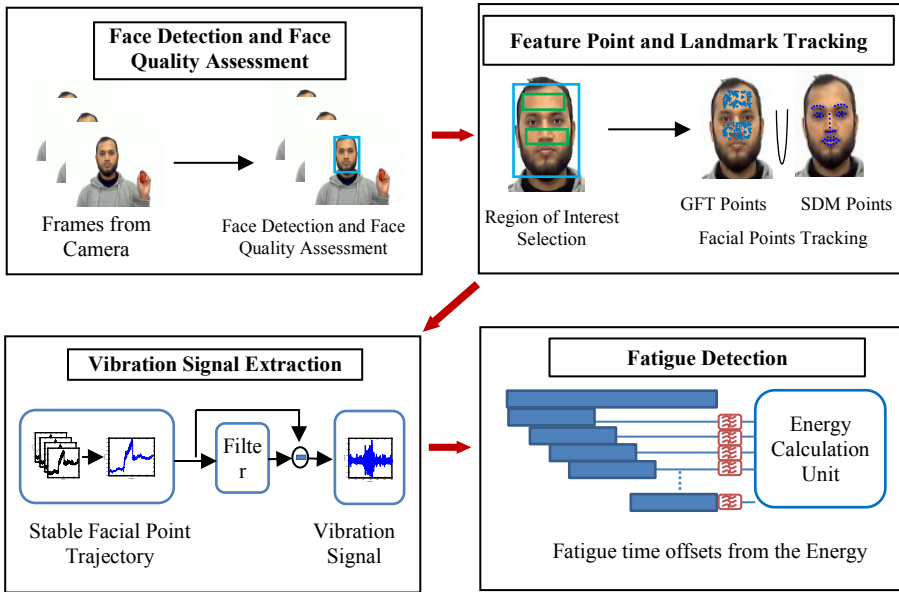 Face Detection and Face
Quality Assessment
Frames from
Camera
Face Detection and Face
Quality Assessment
Feature Point and Landmark Tracking
Region of Interest
Selection
GFT Points
SDM Points
Facial Points Tracking
Vibration Signal Extraction
Filte
r
Stable Facial Point
Trajectory
Vibration
Signal
Fatigue Detection
Energy
Calculation
Unit
Fatigue time offsets from the Energy